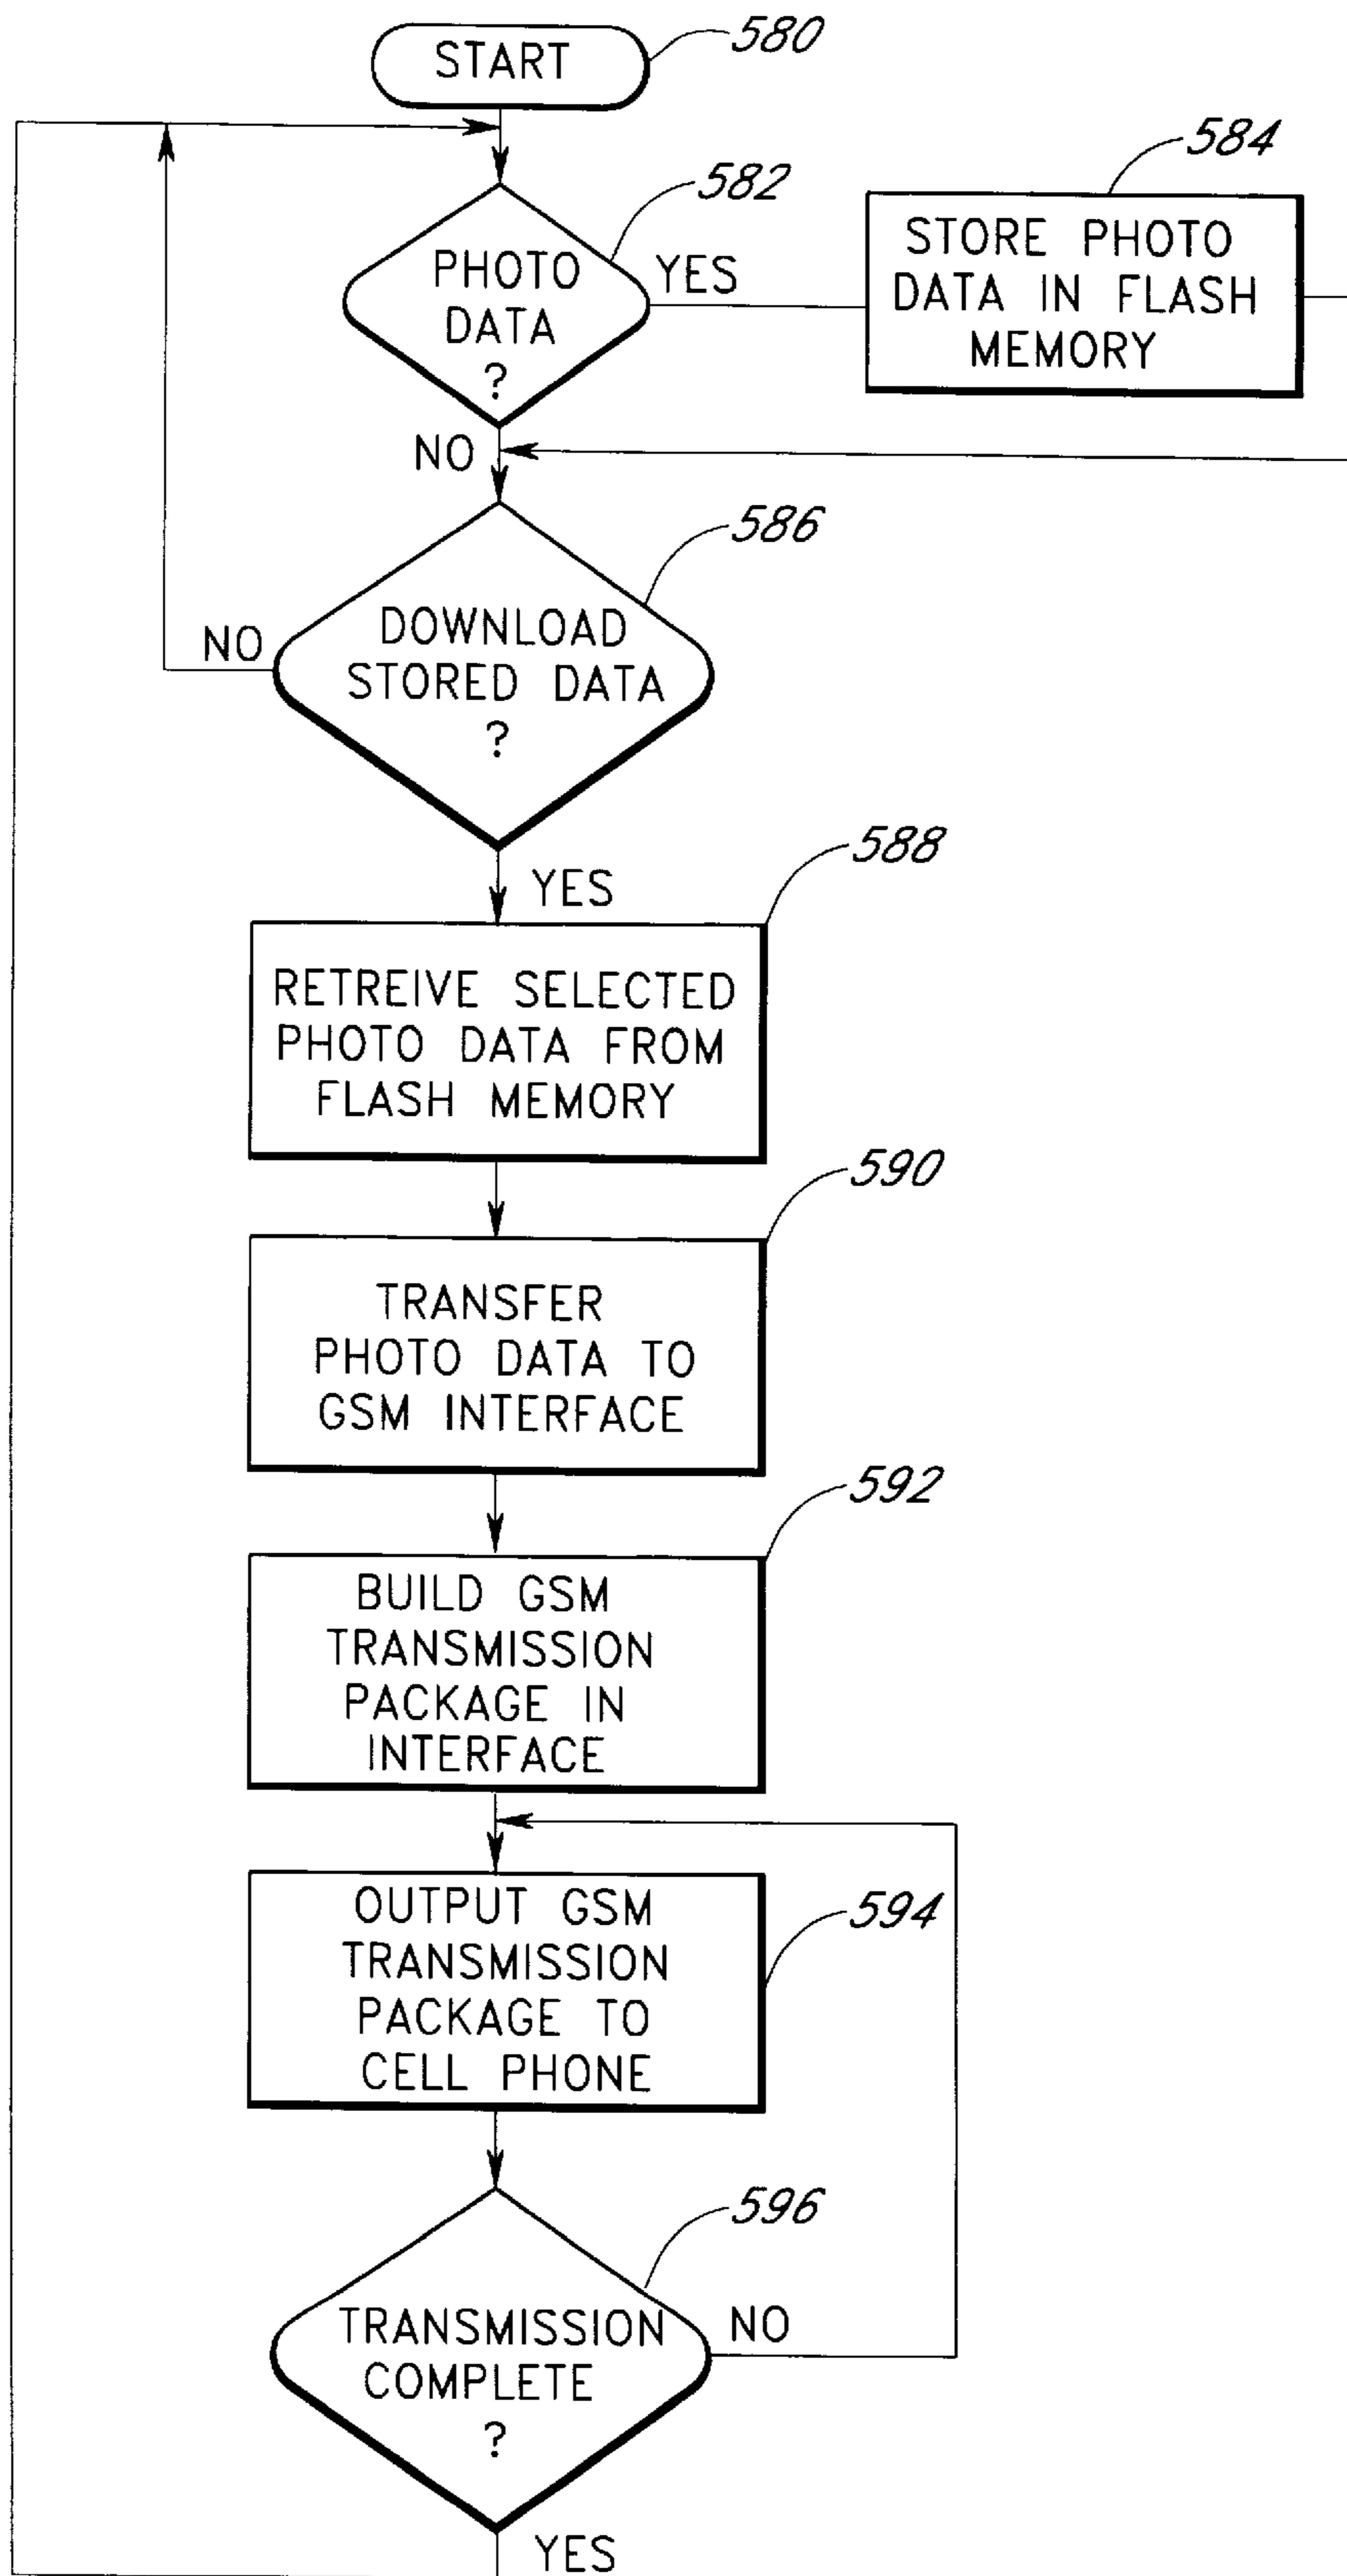 START
580
582
PHOTO
DATA
?
YES
584
STORE PHOTO
DATA IN FLASH
MEMORY
NO
586
DOWNLOAD
STORED DATA
?
NO
YES
588
RETREIVE SELECTED
PHOTO DATA FROM
FLASH MEMORY
590
TRANSFER
PHOTO DATA TO
GSM INTERFACE
592
BUILD GSM
TRANSMISSION
PACKAGE IN
INTERFACE
594
OUTPUT GSM
TRANSMISSION
PACKAGE TO
CELL PHONE
596
TRANSMISSION
COMPLETE
?
NO
YES